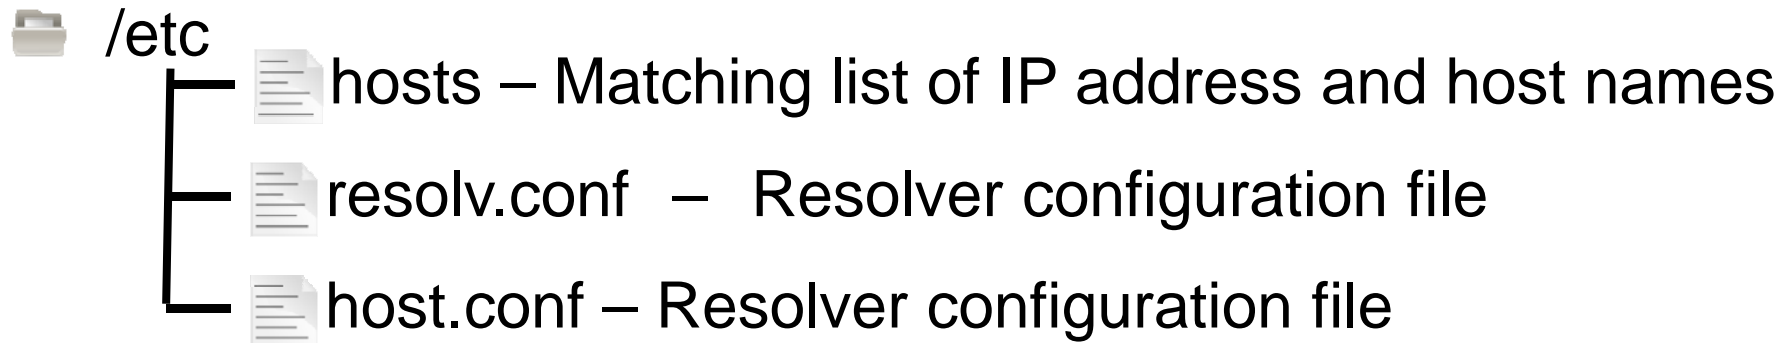 /etc
hosts – Matching list of IP address and host names
resolv.conf – Resolver configuration file
host.conf – Resolver configuration file